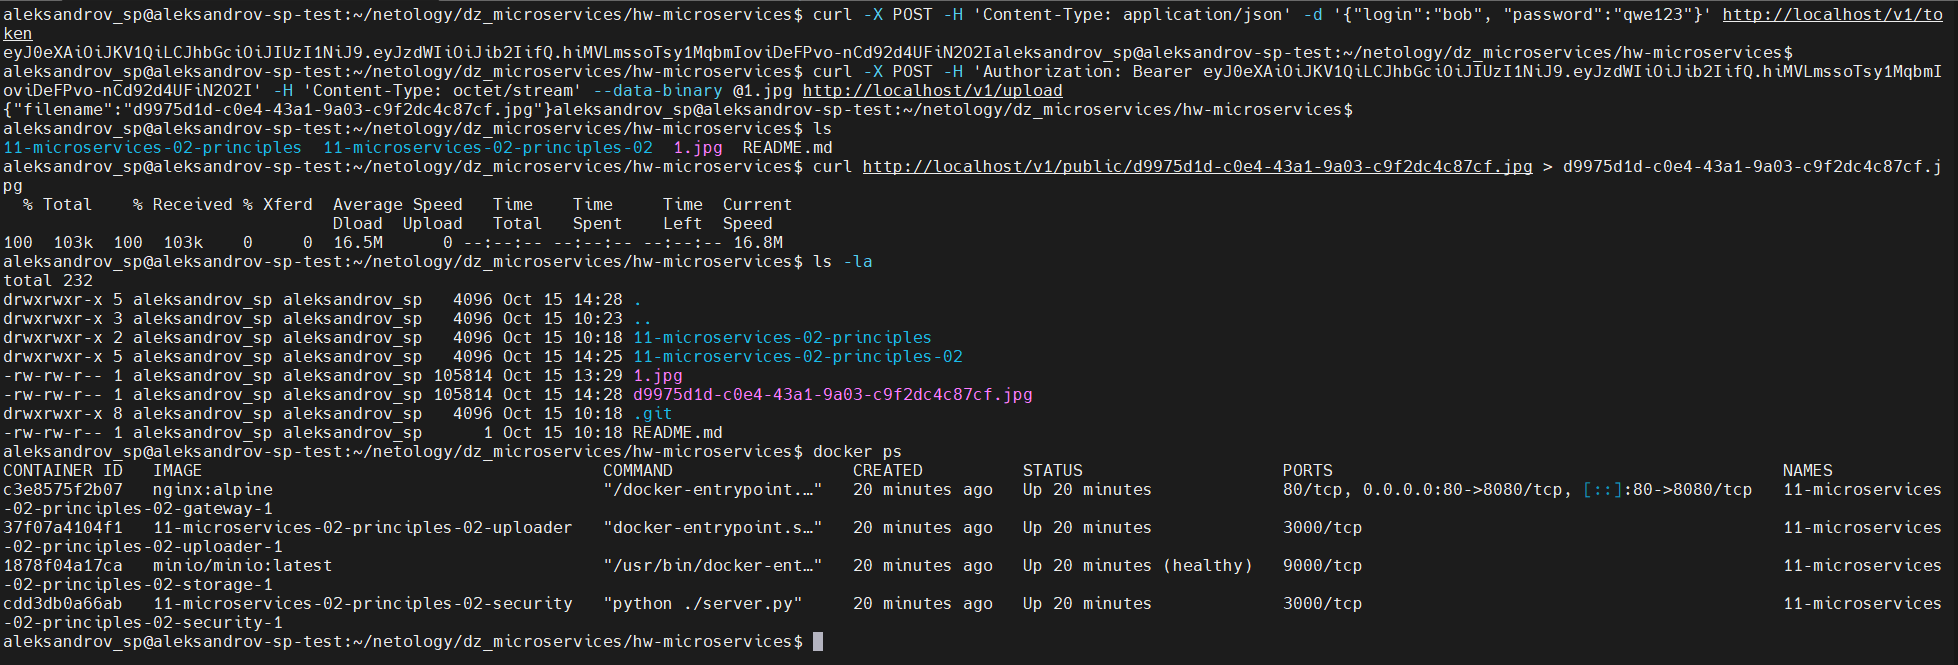 aleksandrov_sp@aleksandrov-sp-test:~/netology/dz_microservices/hw-microservices$ curl -X POST -H 'Content-Type: application/json' -d '{"login":"bob", "password":"qwe123"}' http://localhost/v1/to
ken
eyJ0eXAiOiJKV1QiLCJhbGciOiJIUzI1NiJ9.eyJzdWIiOiJib2IifQ.hiMVLmssoTsy1MqbmIoviDeFPvo-nCd92d4UFiN2O2Ialeksandrov_sp@aleksandrov-sp-test:~/netology/dz_microservices/hw-microservices$
aleksandrov_sp@aleksandrov-sp-test:~/netology/dz_microservices/hw-microservices$ curl -X POST -H 'Authorization: Bearer eyJ0eXAiOiJKV1QiLCJhbGciOiJIUzI1NiJ9.eyJzdWIiOiJib2IifQ.hiMVLmssoTsy1MqbmI
oviDeFPvo-nCd92d4UFiN2O2I' -H 'Content-Type: octet/stream' --data-binary @1.jpg http://localhost/v1/upload
{"filename":"d9975d1d-c0e4-43a1-9a03-c9f2dc4c87cf.jpg"}aleksandrov_sp@aleksandrov-sp-test:~/netology/dz_microservices/hw-microservices$
aleksandrov_sp@aleksandrov-sp-test:~/netology/dz_microservices/hw-microservices$ ls
11-microservices-02-principles  11-microservices-02-principles-02  1.jpg  README.md
aleksandrov_sp@aleksandrov-sp-test:~/netology/dz_microservices/hw-microservices$ curl http://localhost/v1/public/d9975d1d-c0e4-43a1-9a03-c9f2dc4c87cf.jpg > d9975d1d-c0e4-43a1-9a03-c9f2dc4c87cf.j
pg
  % Total    % Received % Xferd  Average Speed   Time    Time     Time  Current
                                 Dload  Upload   Total   Spent    Left  Speed
100  103k  100  103k    0     0  16.5M      0 --:--:-- --:--:-- --:--:-- 16.8M
aleksandrov_sp@aleksandrov-sp-test:~/netology/dz_microservices/hw-microservices$ ls -la
total 232
drwxrwxr-x 5 aleksandrov_sp aleksandrov_sp   4096 Oct 15 14:28 .
drwxrwxr-x 3 aleksandrov_sp aleksandrov_sp   4096 Oct 15 10:23 ..
drwxrwxr-x 2 aleksandrov_sp aleksandrov_sp   4096 Oct 15 10:18 11-microservices-02-principles
drwxrwxr-x 5 aleksandrov_sp aleksandrov_sp   4096 Oct 15 14:25 11-microservices-02-principles-02
-rw-rw-r-- 1 aleksandrov_sp aleksandrov_sp 105814 Oct 15 13:29 1.jpg
-rw-rw-r-- 1 aleksandrov_sp aleksandrov_sp 105814 Oct 15 14:28 d9975d1d-c0e4-43a1-9a03-c9f2dc4c87cf.jpg
drwxrwxr-x 8 aleksandrov_sp aleksandrov_sp   4096 Oct 15 10:18 .git
-rw-rw-r-- 1 aleksandrov_sp aleksandrov_sp      1 Oct 15 10:18 README.md
aleksandrov_sp@aleksandrov-sp-test:~/netology/dz_microservices/hw-microservices$ docker ps
CONTAINER ID   IMAGE                                        COMMAND                  CREATED          STATUS                    PORTS                                             NAMES
c3e8575f2b07   nginx:alpine                                 "/docker-entrypoint.…"   20 minutes ago   Up 20 minutes             80/tcp, 0.0.0.0:80->8080/tcp, [::]:80->8080/tcp   11-microservices
-02-principles-02-gateway-1
37f07a4104f1   11-microservices-02-principles-02-uploader   "docker-entrypoint.s…"   20 minutes ago   Up 20 minutes             3000/tcp                                          11-microservices
-02-principles-02-uploader-1
1878f04a17ca   minio/minio:latest                           "/usr/bin/docker-ent…"   20 minutes ago   Up 20 minutes (healthy)   9000/tcp                                          11-microservices
-02-principles-02-storage-1
cdd3db0a66ab   11-microservices-02-principles-02-security   "python ./server.py"     20 minutes ago   Up 20 minutes             3000/tcp                                          11-microservices
-02-principles-02-security-1
aleksandrov_sp@aleksandrov-sp-test:~/netology/dz_microservices/hw-microservices$